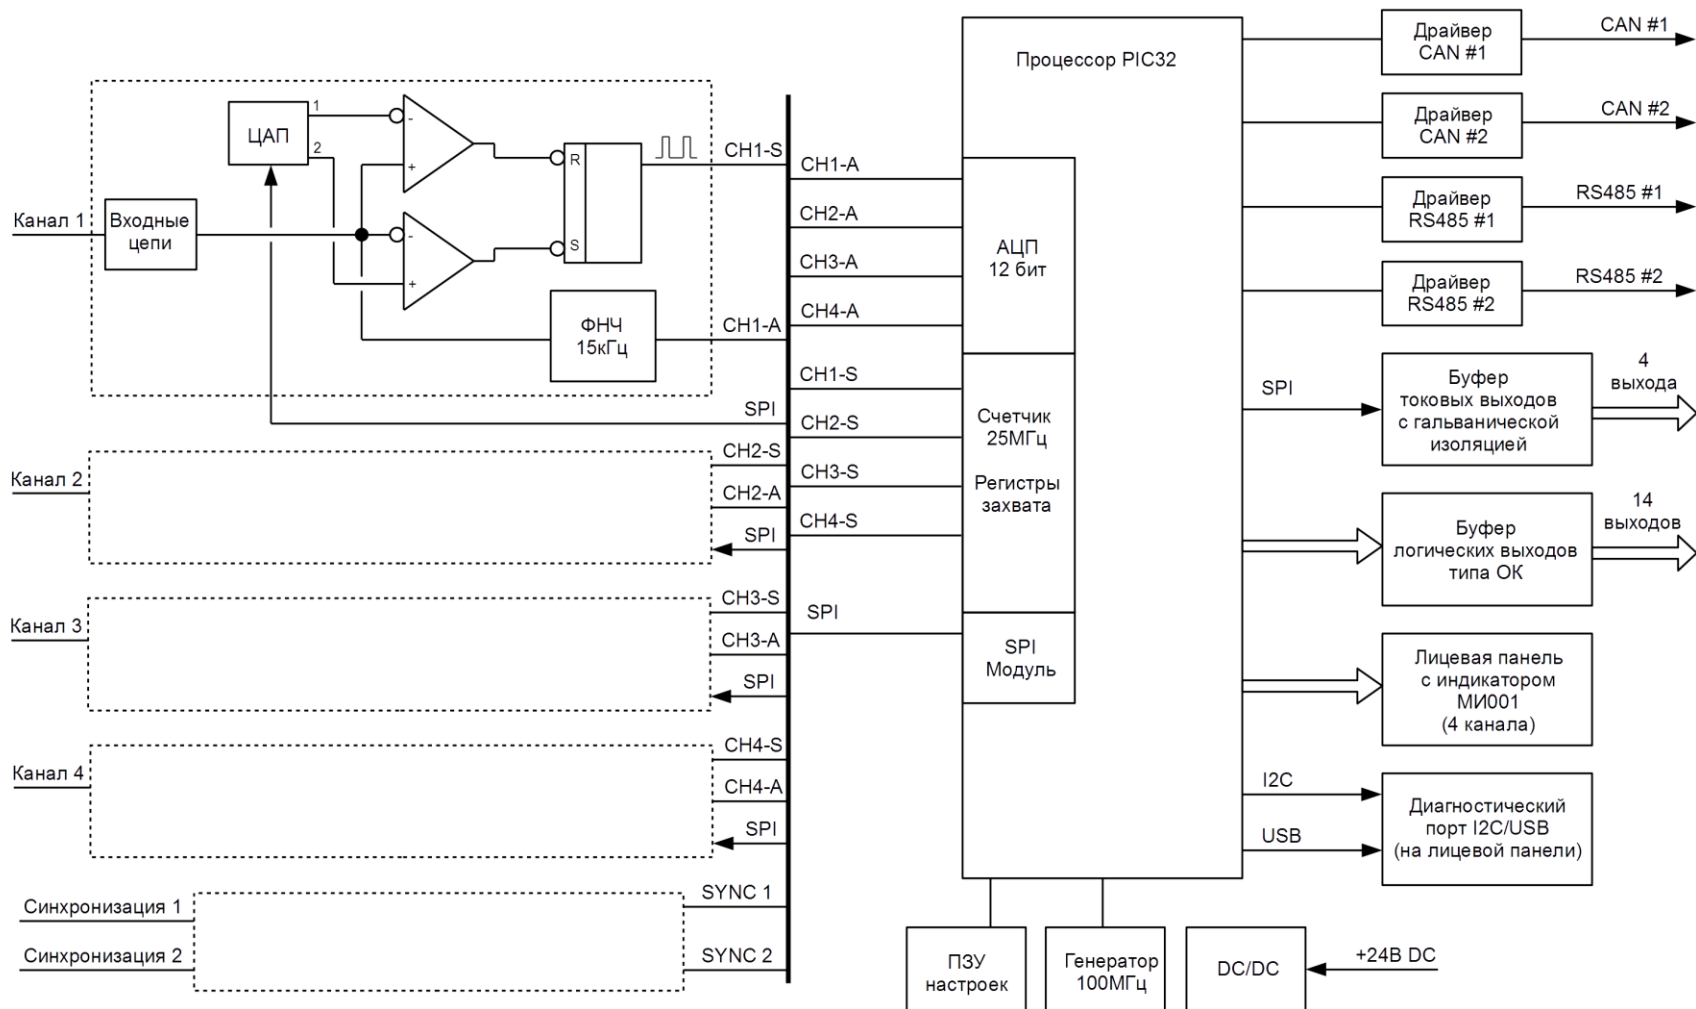 Канал 1
Входные
цепи
ЦАП
1
2
-
+
-
+
R
S
ФНЧ
15кГц
CH1-S
CH1-A
SPI
Канал 2
CH2-S
CH2-A
SPI
Канал 3
CH3-S
CH3-A
SPI
Канал 4
CH4-S
CH4-A
SPI
Синхронизация 1
Синхронизация 2
SYNC 1
SYNC 2
CH1-A
CH2-A
CH3-A
CH4-A
CH1-S
CH2-S
CH3-S
CH4-S
SPI
Процессор PIC32
АЦП
12 бит
Счетчик
25МГц
Регистры
захвата
SPI
Модуль
ПЗУ
настроек
Генератор
100МГц
DC/DC
+24В DC
Драйвер
CAN #1
CAN #1
Драйвер
CAN #2
CAN #2
Драйвер
RS485 #1
RS485 #1
Драйвер
RS485 #2
RS485 #2
SPI
Буфер
токовых выходов
с гальванической
изоляцией
4
выхода
Буфер
логических выходов
типа ОК
14
выходов
Лицевая панель
с индикатором
МИ001
(4 канала)
I2C
USB
Диагностический
порт I2C/USB
(на лицевой панели)